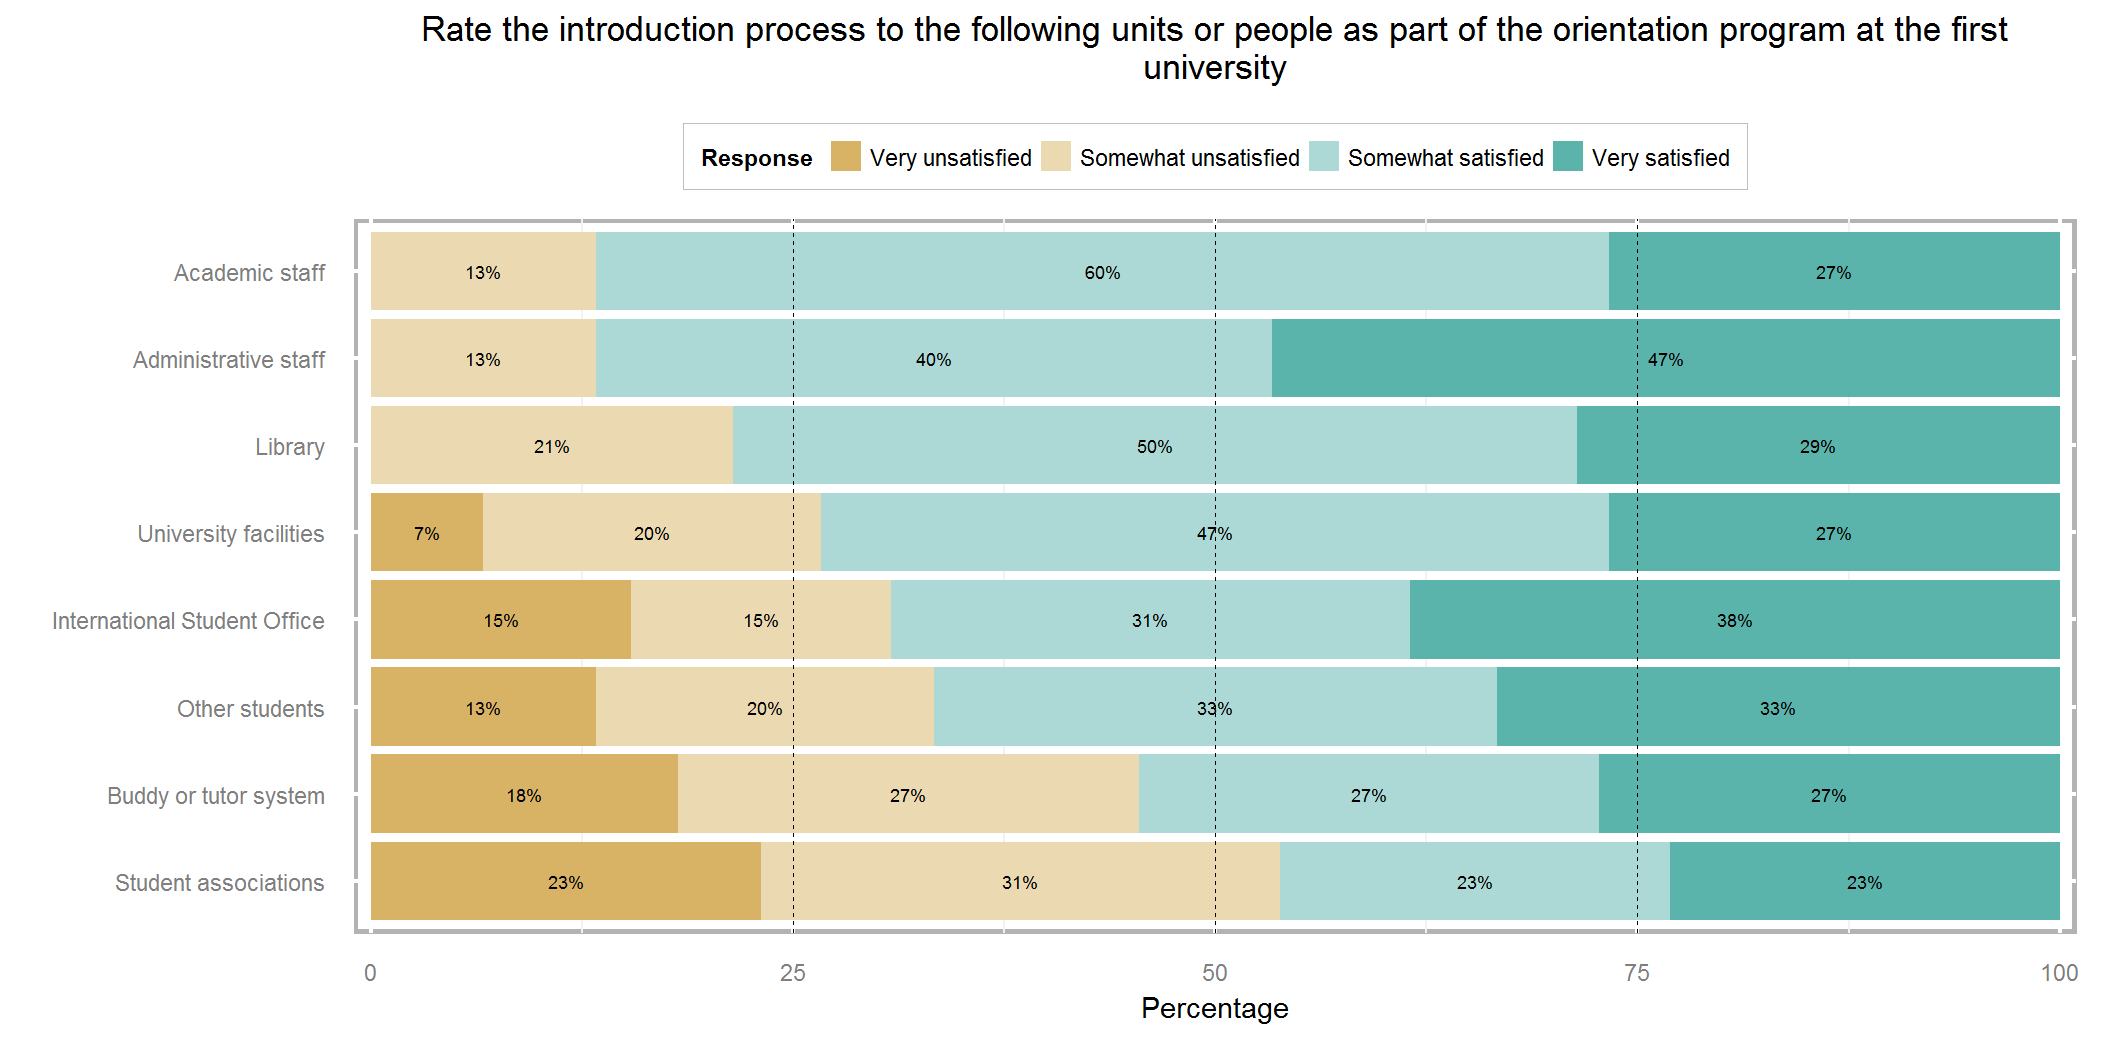 Rate the introduction process to the following units or people as part of the orientation program at the first
university
Response Very unsatisfied Somewhat unsatisfied Somewhat satisfied Very satisfied
Academic staff 13% 60% 27%
Administrative staff 13% 40% 47%
Library 21% 50% 29%
University facilities 7% 20% 47% 27%
International Student Office 15% 15% 31% 38%
Other students 13% 20% 33% 33%
Buddy or tutor system 18% 27% 27% 27%
Student associations 23% 31% 23% 23%
0 25 50 75 100
Percentage